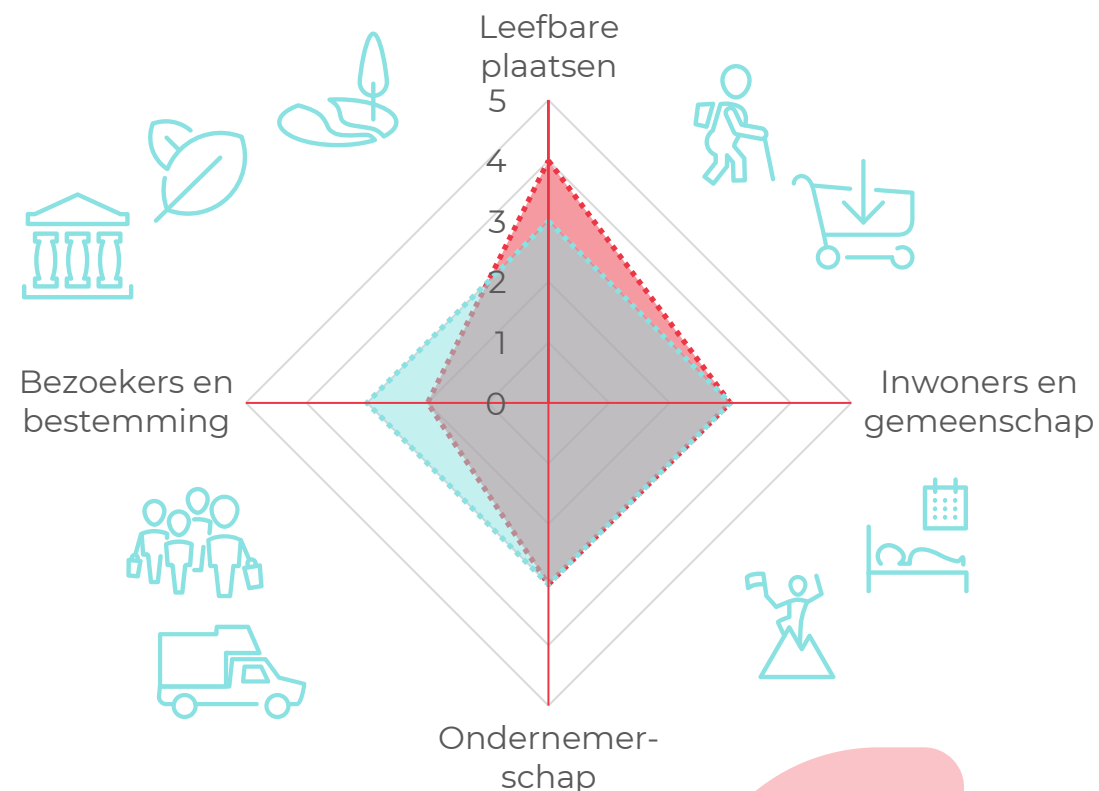 Leefbare
plaatsen
5
4
3
2
1
0
Bezoekers en
bestemming
Inwoners en
gemeenschap
Ondernemer-
schap